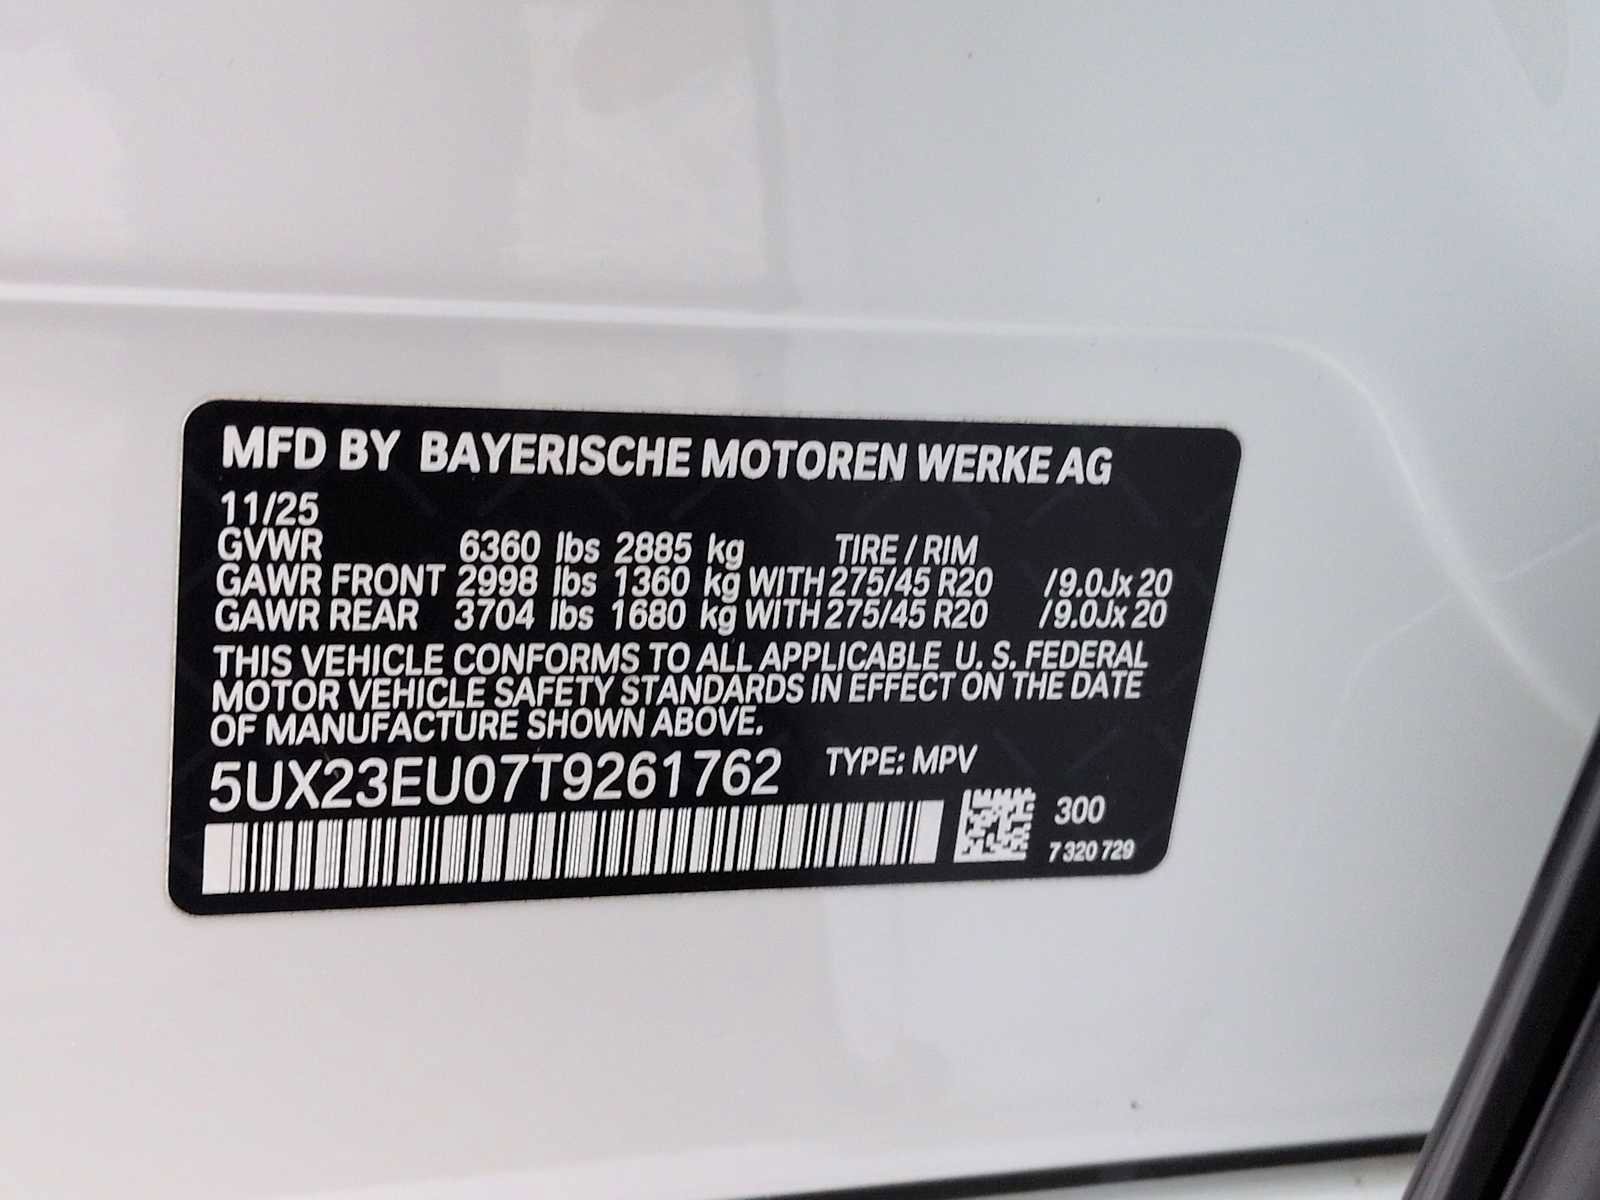 MFD BY BAYERISCHE MOTOREN WERKE AG
11/25
GVWR 6360 lbs 2885 kg TIRE / RIM
GAWR FRONT 2998 lbs 1360 kg WITH 275/45 R20 /9.0Jx 20
GAWR REAR 3704 lbs 1680 kg WITH 275/45 R20 /9.0Jx 20
THIS VEHICLE CONFORMS TO ALL APPLICABLE U. S. FEDERAL
MOTOR VEHICLE SAFETY STANDARDS IN EFFECT ON THE DATE
OF MANUFACTURE SHOWN ABOVE.
5UX23EU07T9261762 TYPE: MPV
300
7 320 729